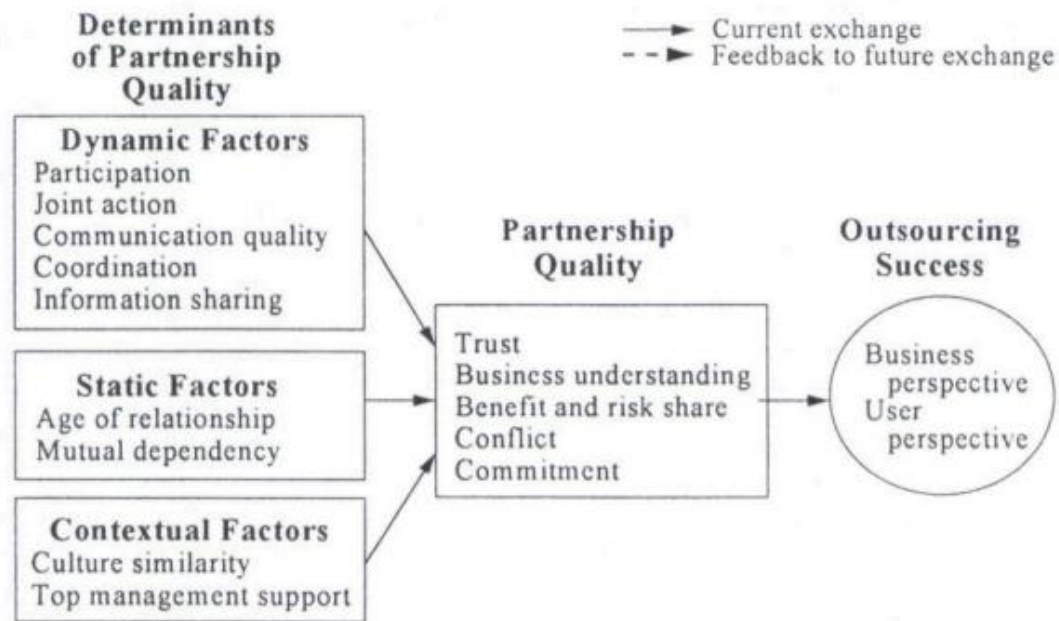 Determinants
of Partnership
Quality
Current exchange
Feedback to future exchange
Dynamic Factors
Participation
Joint action
Communication quality
Coordination
Information sharing
Static Factors
Age of relationship
Mutual dependency
Contextual Factors
Culture similarity
Top management support
Partnership
Quality
Trust
Business understanding
Benefit and risk share
Conflict
Commitment
Outsourcing
Success
Business
perspective
User
perspective